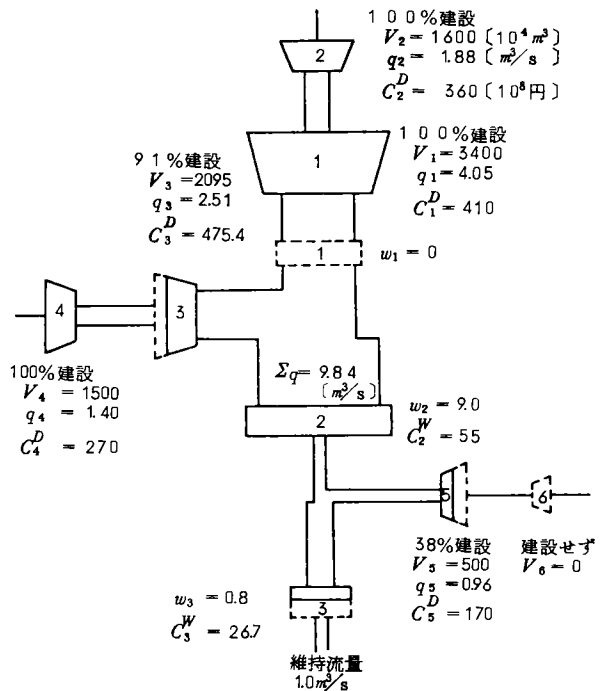 100%建設
V₂ = 1600 〔10⁴ m³〕
q₂ = 1.88 〔m³/s〕
C₂ᴰ = 360 〔10⁸円〕
2
100%建設
V₁ = 3400
q₁ = 4.05
C₁ᴰ = 410
1
91%建設
V₃ = 2095
q₃ = 2.51
C₃ᴰ = 475.4
1
w₁ = 0
4
3
100%建設
V₄ = 1500
q₄ = 1.40
C₄ᴰ = 270
Σq = 9.84
〔m³/s〕
2
w₂ = 9.0
C₂ᵂ = 55
5
6
38%建設
V₅ = 500
q₅ = 0.96
C₅ᴰ = 170
建設せず
V₆ = 0
w₃ = 0.8
C₃ᵂ = 26.7
3
維持流量
1.0m³/s